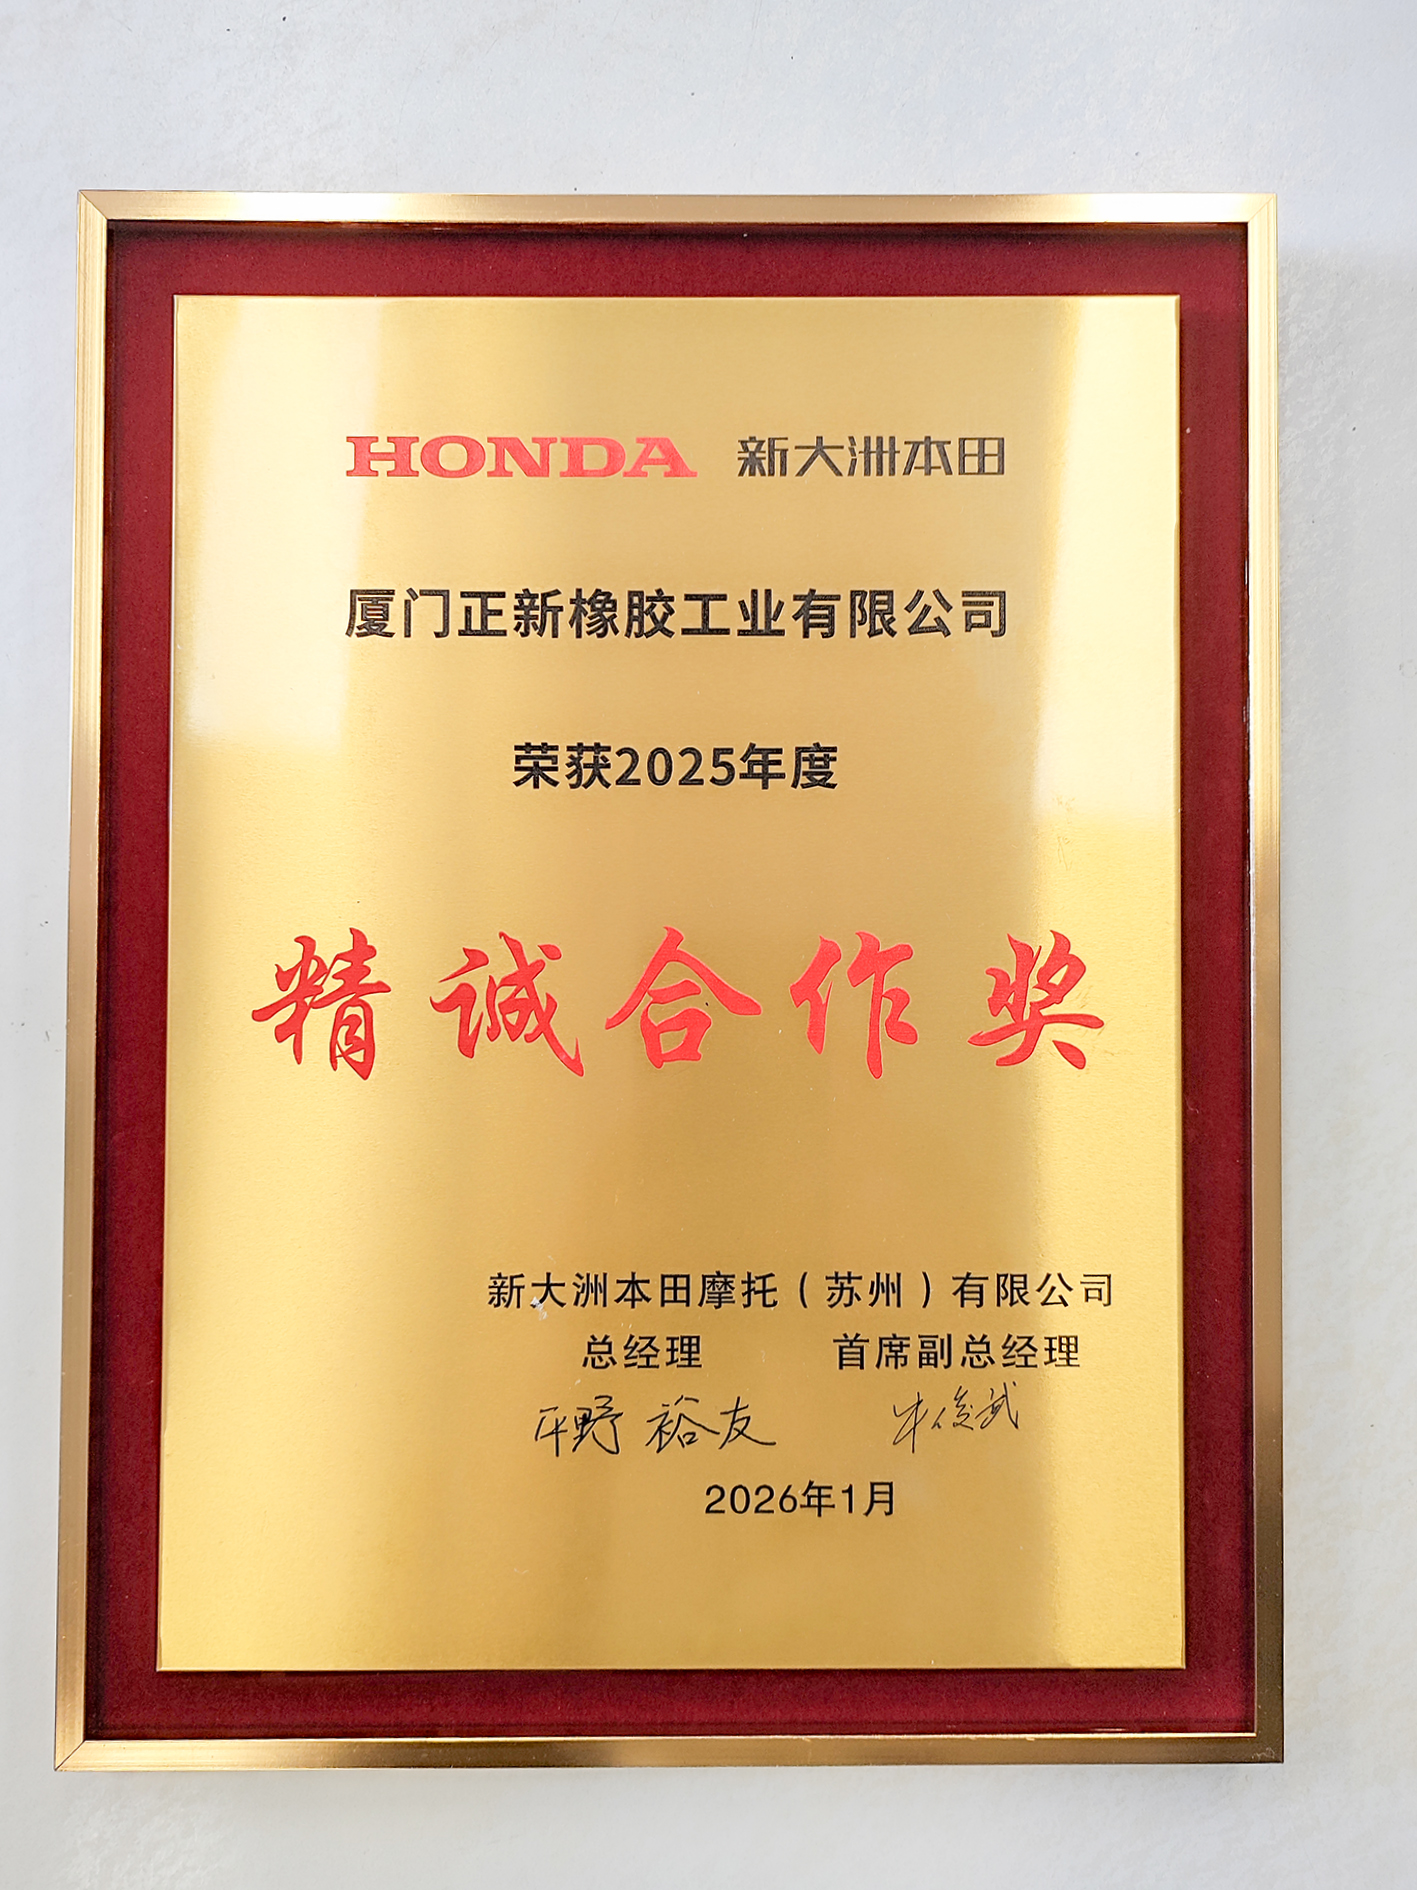 HONDA 新大洲本田
厦门正新橡胶工业有限公司
荣获2025年度
精诚合作奖
新大洲本田摩托（苏州）有限公司
总经理 首席副总经理
平野 裕友 牛俊武
2026年1月